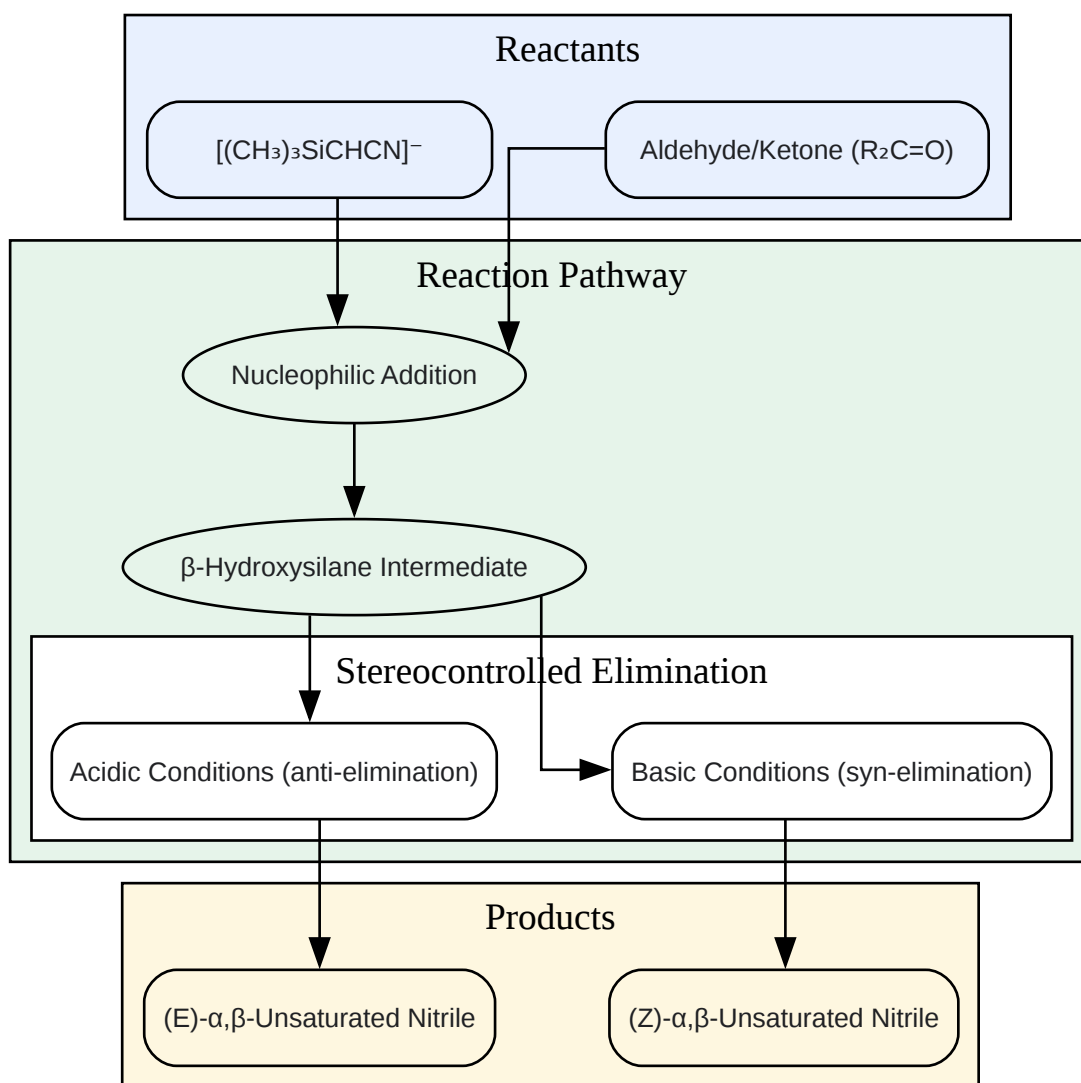 Reactants
[(CH₃)₃SiCHCN]⁻
Aldehyde/Ketone (R₂C=O)
Reaction Pathway
Nucleophilic Addition
β-Hydroxysilane Intermediate
Stereocontrolled Elimination
Acidic Conditions (anti-elimination)
Basic Conditions (syn-elimination)
Products
(E)-α,β-Unsaturated Nitrile
(Z)-α,β-Unsaturated Nitrile